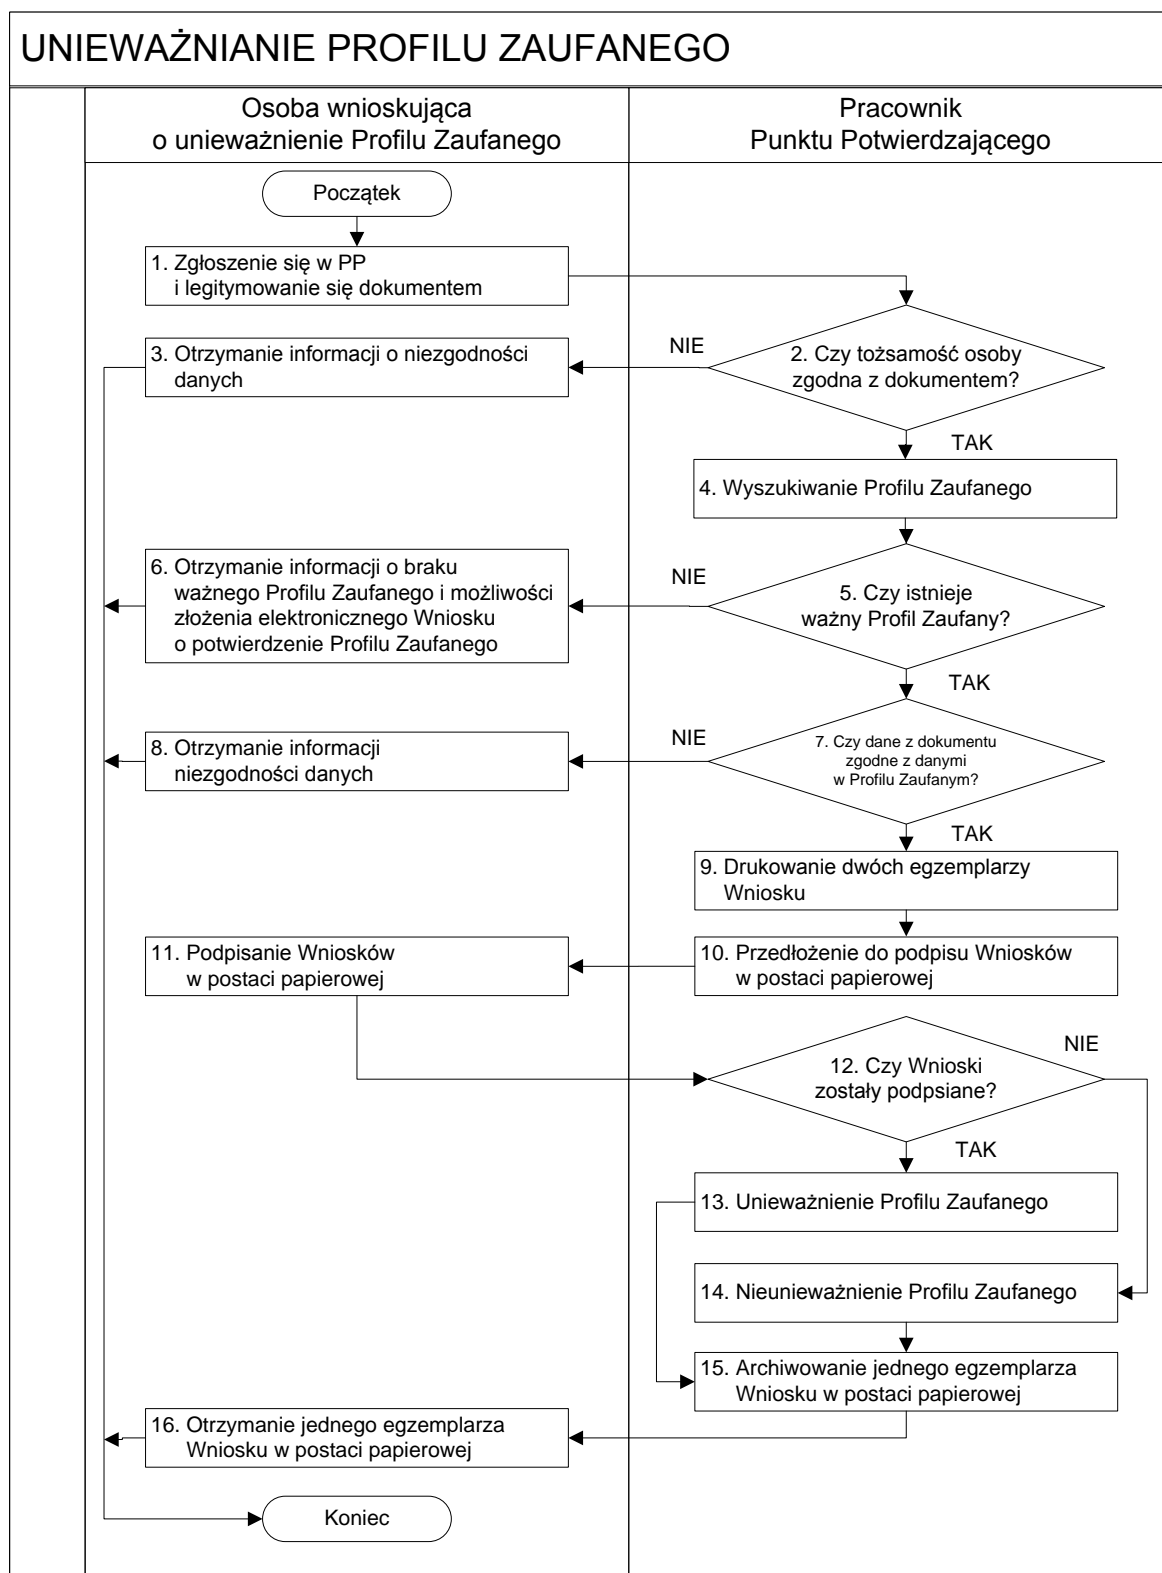 UNIEWAŻNIANIE PROFILU ZAUFANEGO
Osoba wnioskująca
o unieważnienie Profilu Zaufanego
Pracownik
Punktu Potwierdzającego
Początek
1. Zgłoszenie się w PP
i legitymowanie się dokumentem
2. Czy tożsamość osoby
zgodna z dokumentem?
NIE
3. Otrzymanie informacji o niezgodności
danych
TAK
4. Wyszukiwanie Profilu Zaufanego
5. Czy istnieje
ważny Profil Zaufany?
NIE
6. Otrzymanie informacji o braku
ważnego Profilu Zaufanego i możliwości
złożenia elektronicznego Wniosku
o potwierdzenie Profilu Zaufanego
TAK
7. Czy dane z dokumentu
zgodne z danymi
w Profilu Zaufanym?
NIE
8. Otrzymanie informacji
niezgodności danych
TAK
9. Drukowanie dwóch egzemplarzy
Wniosku
10. Przedłożenie do podpisu Wniosków
w postaci papierowej
11. Podpisanie Wniosków
w postaci papierowej
12. Czy Wnioski
zostały podpsiane?
NIE
TAK
13. Unieważnienie Profilu Zaufanego
14. Nieunieważnienie Profilu Zaufanego
15. Archiwowanie jednego egzemplarza
Wniosku w postaci papierowej
16. Otrzymanie jednego egzemplarza
Wniosku w postaci papierowej
Koniec